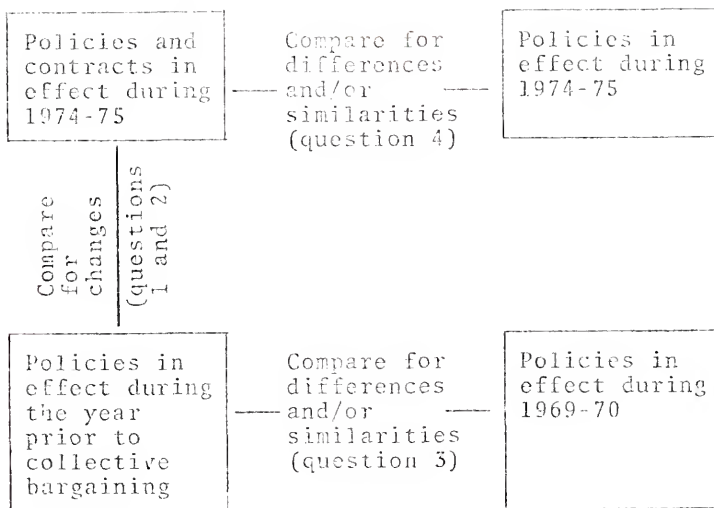 Policies and
contracts in
effect during
1974-75
Compare for
differences
and/or
similarities
(question 4)
Policies in
effect during
1974-75
Compare
for
changes
(questions
1 and 2)
Policies in
effect during
the year
prior to
collective
bargaining
Compare for
differences
and/or
similarities
(question 3)
Policies in
effect during
1969-70